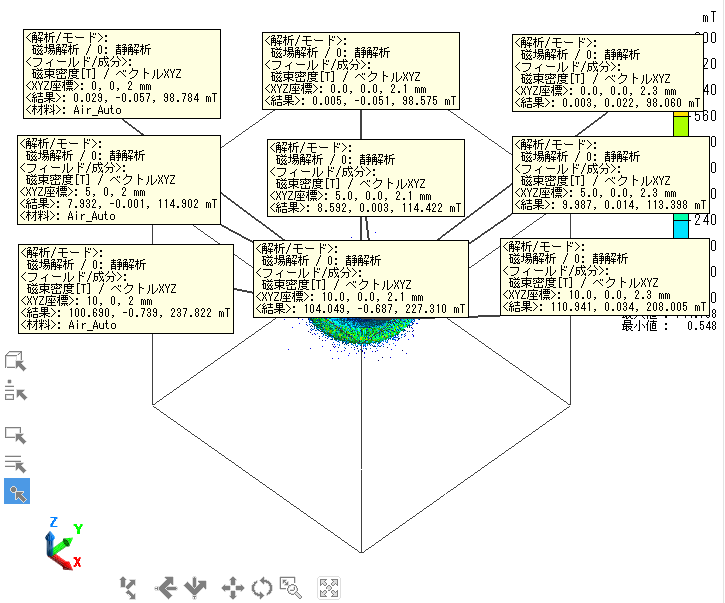 <解析/モード>:
磁場解析 / 0: 静解析
<フィールド/成分>:
磁束密度[T] / ベクトルXYZ
<XYZ座標>: 0, 0, 2 mm
<結果>: 0.029, -0.057, 98.784 mT
<材料>: Air_Auto
<解析/モード>:
磁場解析 / 0: 静解析
<フィールド/成分>:
磁束密度[T] / ベクトルXYZ
<XYZ座標>: 0.0, 0.0, 2.1 mm
<結果>: 0.005, -0.051, 98.575 mT
<解析/モード>:
磁場解析 / 0: 静解析
<フィールド/成分>:
磁束密度[T] / ベクトルXYZ
<XYZ座標>: 0.0, 0.0, 2.3 mm
<結果>: 0.003, 0.022, 98.060 mT
mT
560
240
<解析/モード>:
磁場解析 / 0: 静解析
<フィールド/成分>:
磁束密度[T] / ベクトルXYZ
<XYZ座標>: 5, 0, 2 mm
<結果>: 7.932, -0.001, 114.902 mT
<材料>: Air_Auto
<解析/モード>:
磁場解析 / 0: 静解析
<フィールド/成分>:
磁束密度[T] / ベクトルXYZ
<XYZ座標>: 5.0, 0.0, 2.1 mm
<結果>: 8.592, 0.003, 114.422 mT
<解析/モード>:
磁場解析 / 0: 静解析
<フィールド/成分>:
磁束密度[T] / ベクトルXYZ
<XYZ座標>: 5.0, 0.0, 2.3 mm
<結果>: 9.987, 0.014, 113.398 mT
<解析/モード>:
磁場解析 / 0: 静解析
<フィールド/成分>:
磁束密度[T] / ベクトルXYZ
<XYZ座標>: 10, 0, 2 mm
<結果>: 100.690, -0.739, 237.822 mT
<材料>: Air_Auto
<解析/モード>:
磁場解析 / 0: 静解析
<フィールド/成分>:
磁束密度[T] / ベクトルXYZ
<XYZ座標>: 10.0, 0.0, 2.1 mm
<結果>: 104.049, -0.687, 227.310 mT
<解析/モード>:
磁場解析 / 0: 静解析
<フィールド/成分>:
磁束密度[T] / ベクトルXYZ
<XYZ座標>: 10.0, 0.0, 2.3 mm
<結果>: 110.941, 0.034, 208.005 mT
最小値 : 0.548
Z
Y
X